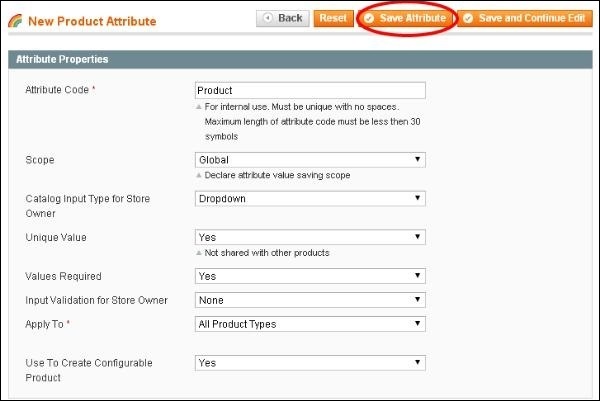 New Product Attribute Back Reset Save Attribute Save and Continue Edit
Attribute Properties
Attribute Code * Product
For internal use. Must be unique with no spaces.
Maximum length of attribute code must be less then 30
symbols
Scope Global
Declare attribute value saving scope
Catalog Input Type for Store
Owner
Dropdown
Unique Value Yes
Not shared with other products
Values Required Yes
Input Validation for Store Owner None
Apply To * All Product Types
Use To Create Configurable
Product
Yes